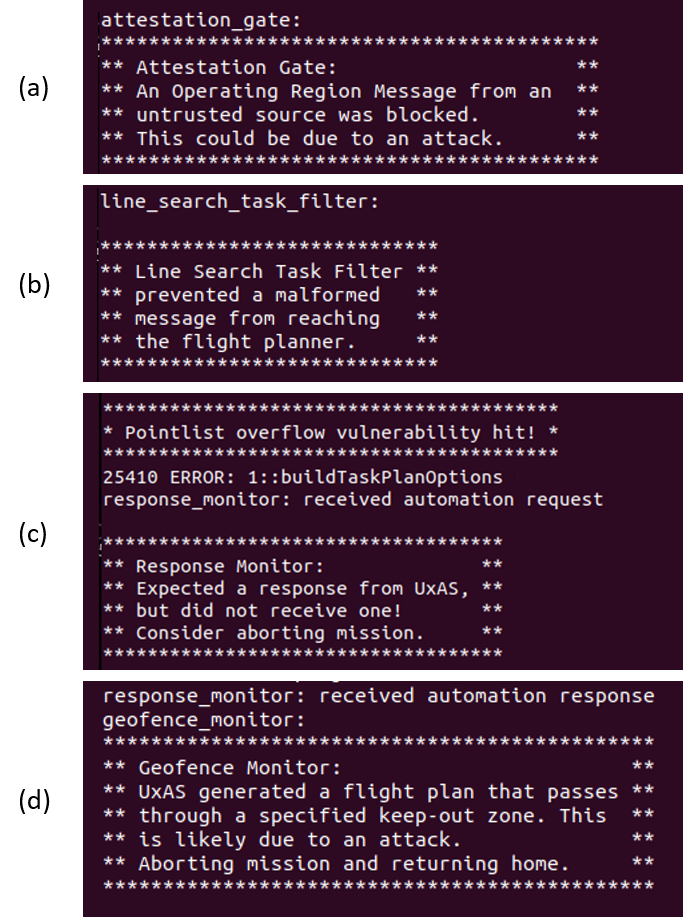 (a)
attestation_gate:
******************************************
** Attestation Gate:                    **
** An Operating Region Message from an  **
** untrusted source was blocked.        **
** This could be due to an attack.      **
******************************************
(b)
line_search_task_filter:
*****************************
** Line Search Task Filter **
** prevented a malformed   **
** message from reaching   **
** the flight planner.     **
*****************************
(c)
*****************************************
* Pointlist overflow vulnerability hit! *
*****************************************
25410 ERROR: 1::buildTaskPlanOptions
response_monitor: received automation request
************************************
** Response Monitor:              **
** Expected a response from UxAS, **
** but did not receive one!       **
** Consider aborting mission.     **
************************************
(d)
response_monitor: received automation response
geofence_monitor:
**********************************************
** Geofence Monitor:                        **
** UxAS generated a flight plan that passes **
** through a specified keep-out zone. This  **
** is likely due to an attack.              **
** Aborting mission and returning home.     **
**********************************************